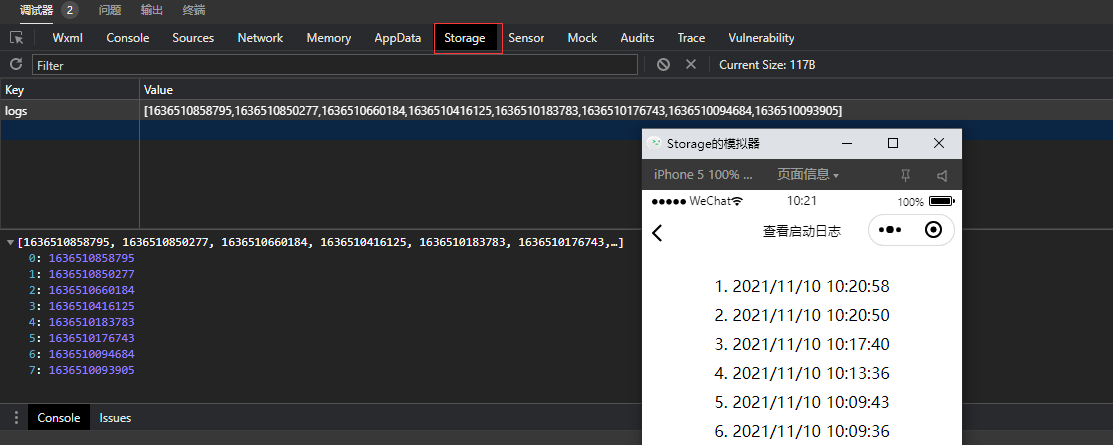 调试器 2 问题 输出 终端
Wxml Console Sources Network Memory AppData Storage Sensor Mock Audits Trace Vulnerability
Filter Current Size: 117B
Key Value
logs [1636510858795,1636510850277,1636510660184,1636510416125,1636510183783,1636510176743,1636510094684,1636510093905]
Storage的模拟器
iPhone 5 100% ... 页面信息
WeChat 10:21 100%
查看启动日志
1. 2021/11/10 10:20:58
2. 2021/11/10 10:20:50
3. 2021/11/10 10:17:40
4. 2021/11/10 10:13:36
5. 2021/11/10 10:09:43
6. 2021/11/10 10:09:36
[1636510858795, 1636510850277, 1636510660184, 1636510416125, 1636510183783, 1636510176743,…]
0: 1636510858795
1: 1636510850277
2: 1636510660184
3: 1636510416125
4: 1636510183783
5: 1636510176743
6: 1636510094684
7: 1636510093905
Console Issues